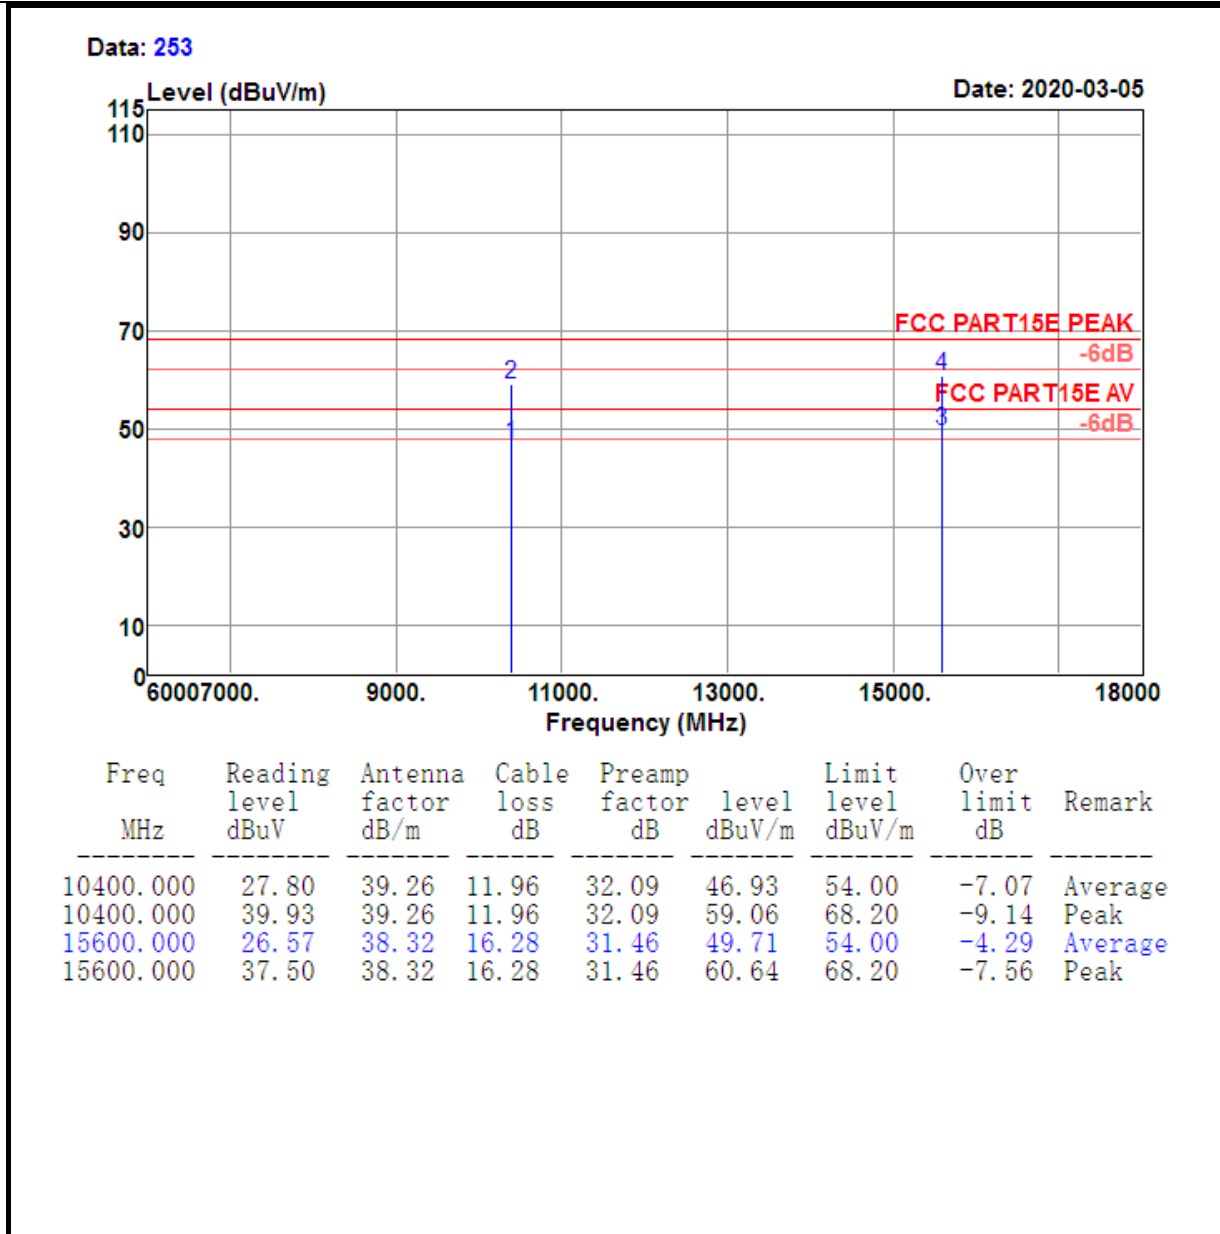 Data: 253
Level (dBuV/m)
Date: 2020-03-05
115
110
90
70
50
30
10
0
FCC PART15E PEAK
-6dB
FCC PART15E AV
-6dB
2
1
4
3
60007000. 9000. 11000. 13000. 15000. 18000
Frequency (MHz)
Freq Reading Antenna Cable Preamp Limit Over
level factor loss factor level level limit Remark
MHz dBuV dB/m dB dB dBuV/m dBuV/m dB
-------- -------- ------- ------ ------- ------- ------- ------- -------
10400.000 27.80 39.26 11.96 32.09 46.93 54.00 -7.07 Average
10400.000 39.93 39.26 11.96 32.09 59.06 68.20 -9.14 Peak
15600.000 26.57 38.32 16.28 31.46 49.71 54.00 -4.29 Average
15600.000 37.50 38.32 16.28 31.46 60.64 68.20 -7.56 Peak